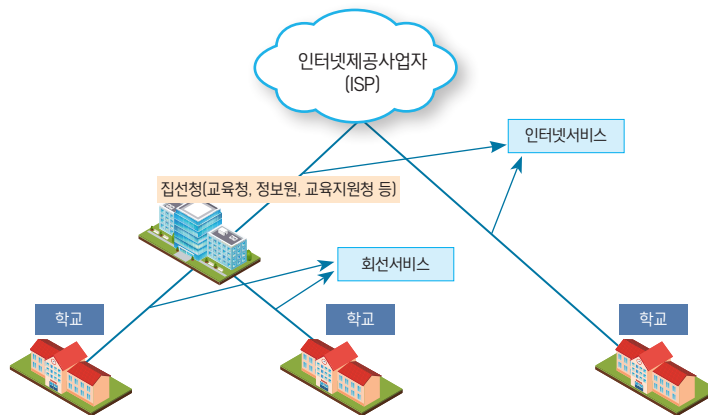 인터넷제공사업자
(ISP)
인터넷서비스
집선청(교육청, 정보원, 교육지원청 등)
회선서비스
학교
학교
학교